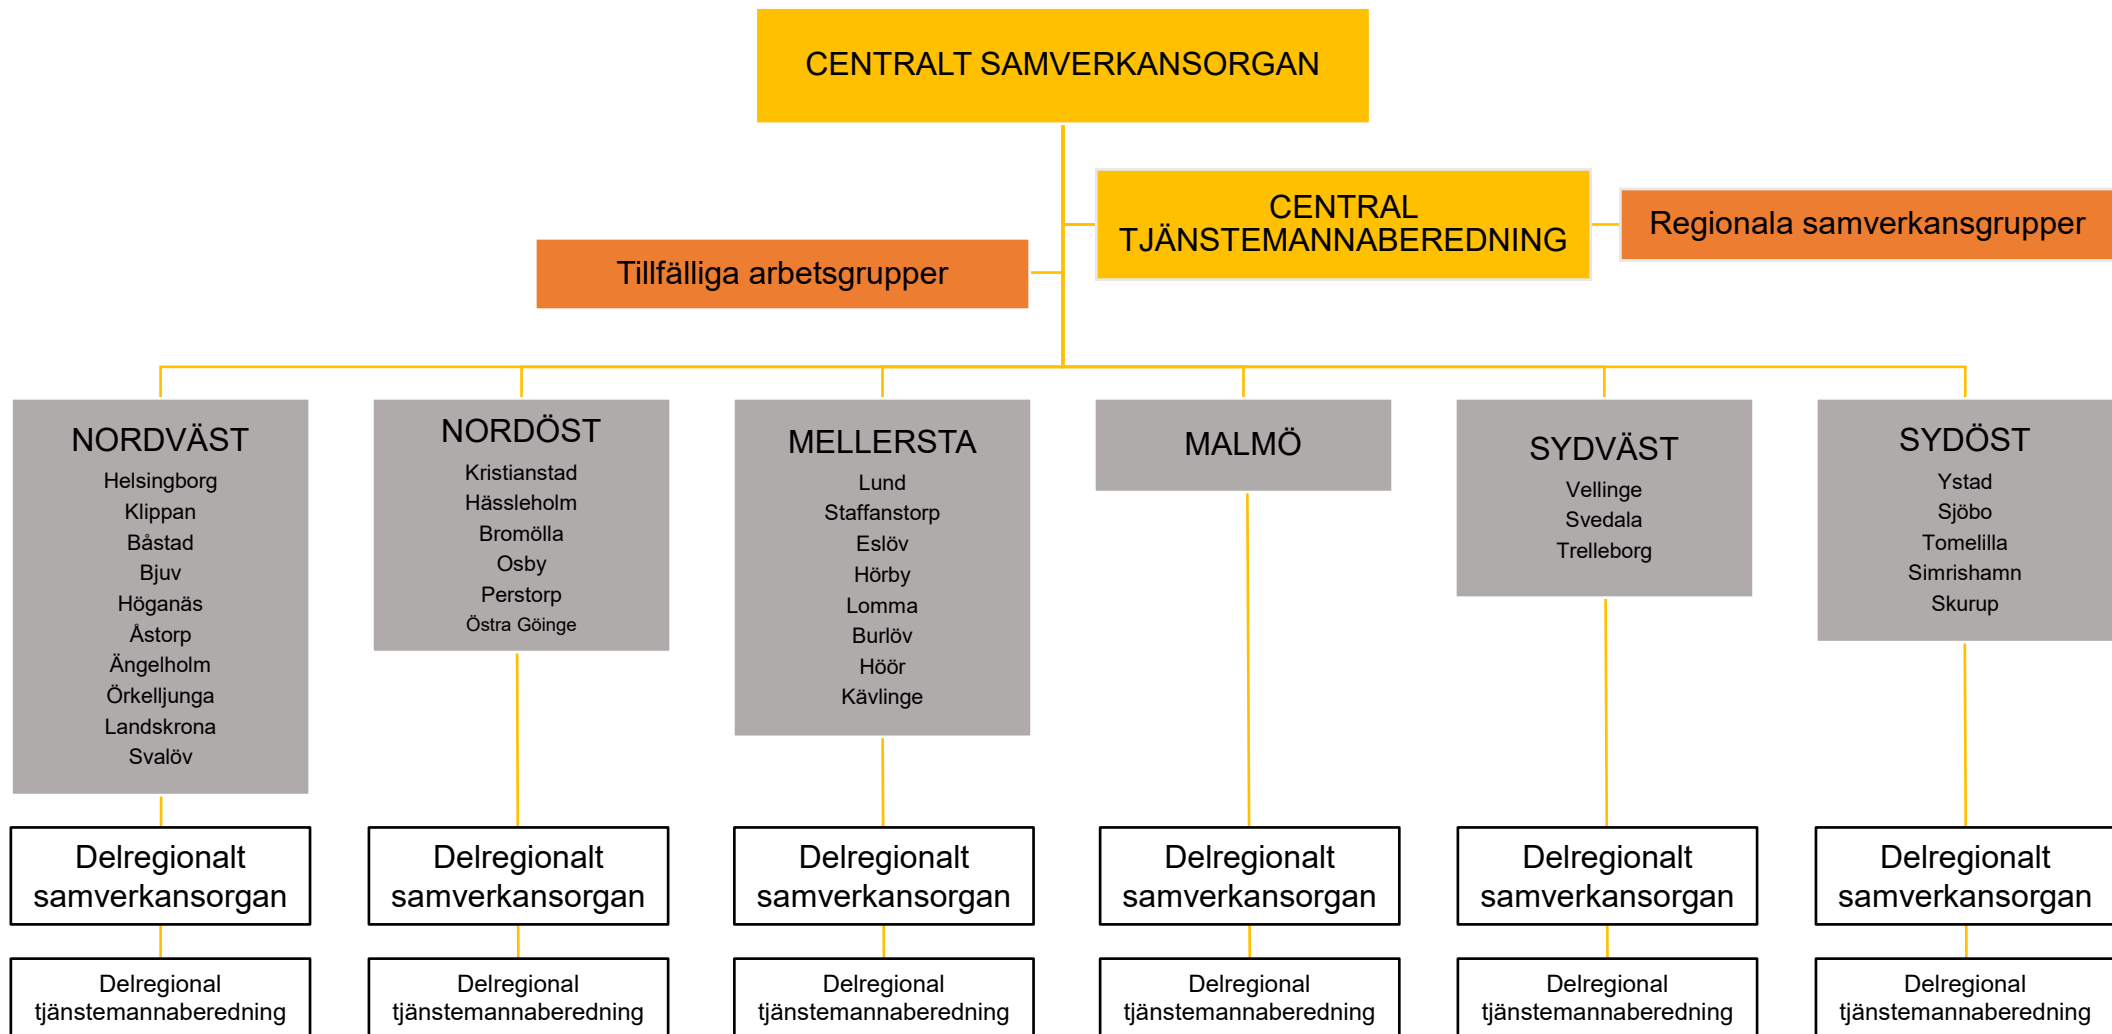 CENTRALT SAMVERKANSORGAN
CENTRAL
TJÄNSTEMANNABEREDNING
Regionala samverkansgrupper
Tillfälliga arbetsgrupper
NORDVÄST
Helsingborg
Klippan
Båstad
Bjuv
Höganäs
Åstorp
Ängelholm
Örkelljunga
Landskrona
Svalöv
NORDÖST
Kristianstad
Hässleholm
Bromölla
Osby
Perstorp
Östra Göinge
MELLERSTA
Lund
Staffanstorp
Eslöv
Hörby
Lomma
Burlöv
Höör
Kävlinge
MALMÖ
SYDVÄST
Vellinge
Svedala
Trelleborg
SYDÖST
Ystad
Sjöbo
Tomelilla
Simrishamn
Skurup
Delregionalt
samverkansorgan
Delregionalt
samverkansorgan
Delregionalt
samverkansorgan
Delregionalt
samverkansorgan
Delregionalt
samverkansorgan
Delregionalt
samverkansorgan
Delregional
tjänstemannaberedning
Delregional
tjänstemannaberedning
Delregional
tjänstemannaberedning
Delregional
tjänstemannaberedning
Delregional
tjänstemannaberedning
Delregional
tjänstemannaberedning